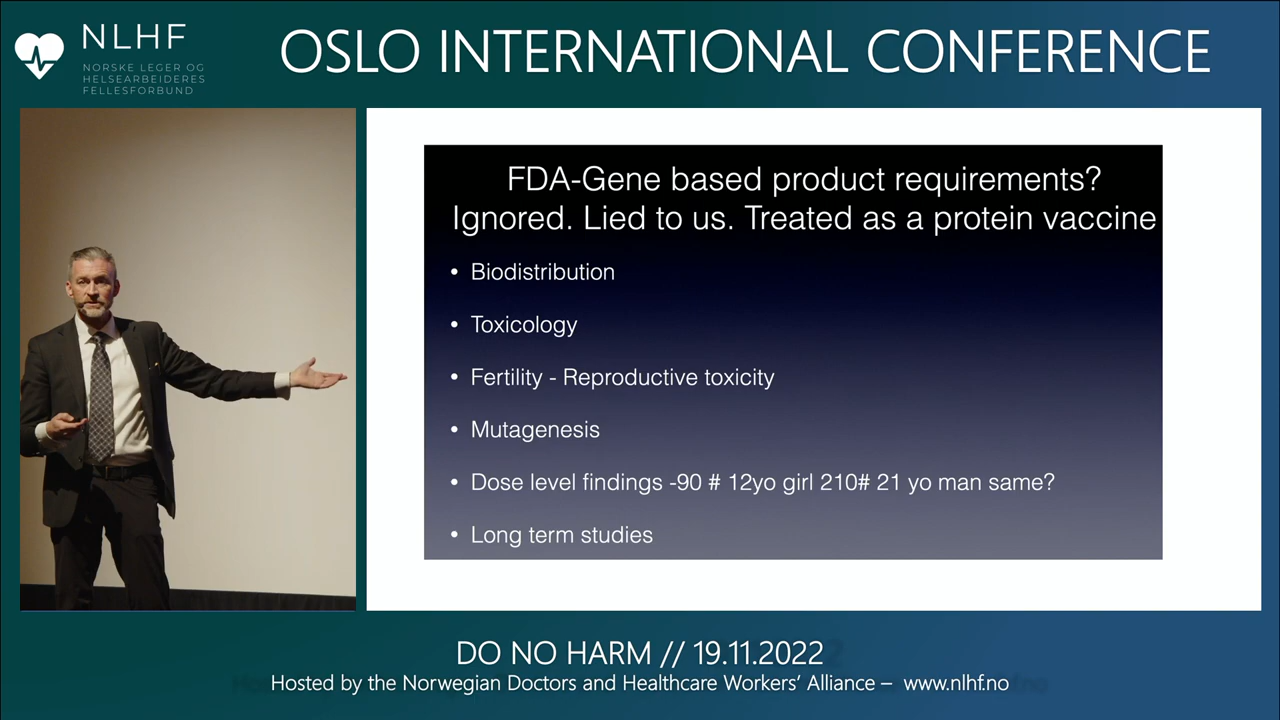 NLHF
NORSKE LEGER OG
HELSEARBEIDERES
FELLESFORBUND
OSLO INTERNATIONAL CONFERENCE
FDA-Gene based product requirements?
Ignored. Lied to us. Treated as a protein vaccine
• Biodistribution
• Toxicology
• Fertility - Reproductive toxicity
• Mutagenesis
• Dose level findings -90 # 12yo girl 210# 21 yo man same?
• Long term studies
DO NO HARM // 19.11.2022
Hosted by the Norwegian Doctors and Healthcare Workers' Alliance – www.nlhf.no